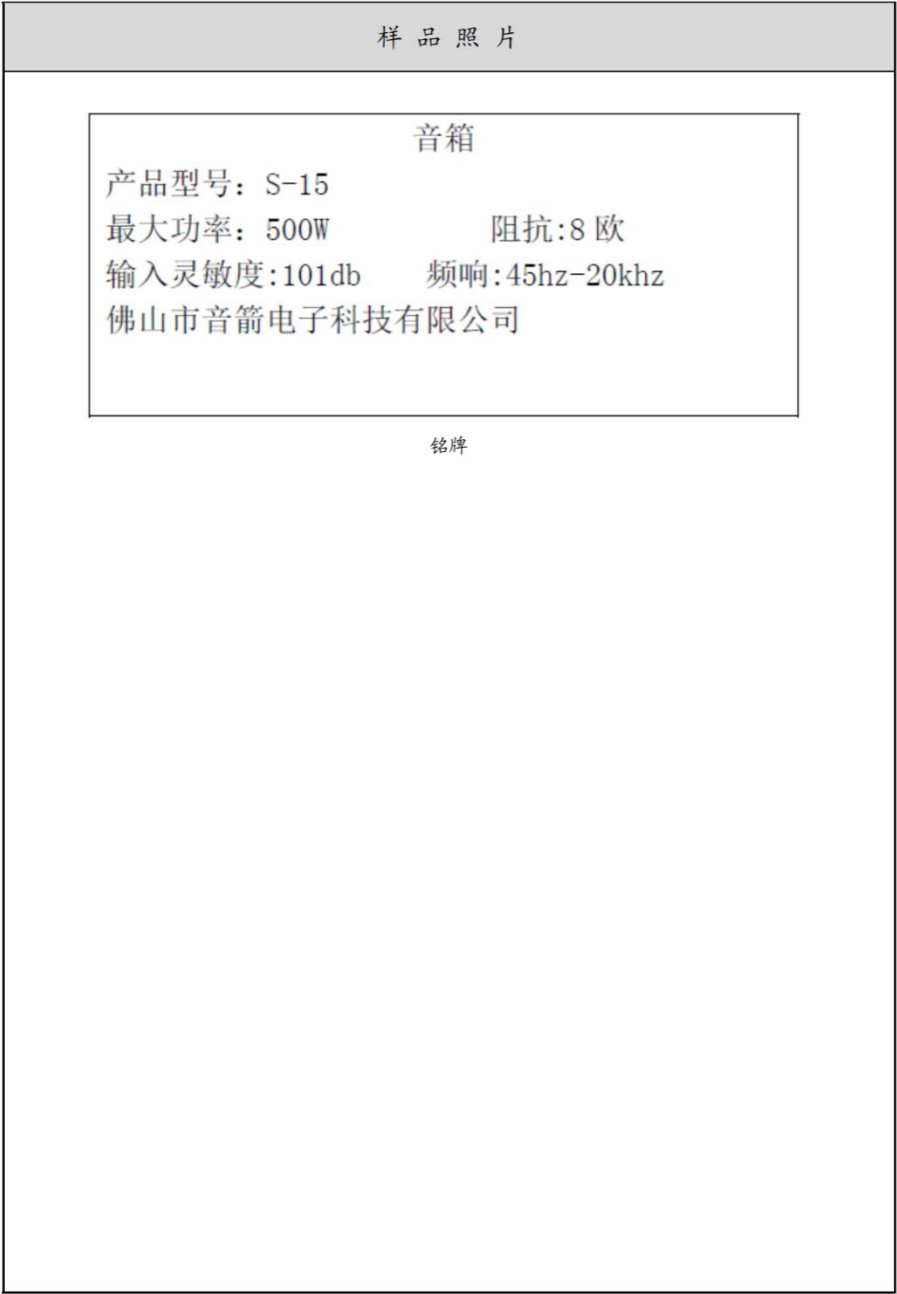 样品照片
音箱
产品型号：S-15
最大功率：500W 阻抗:8 欧
输入灵敏度:101db 频响:45hz-20khz
佛山市音箭电子科技有限公司
铭牌